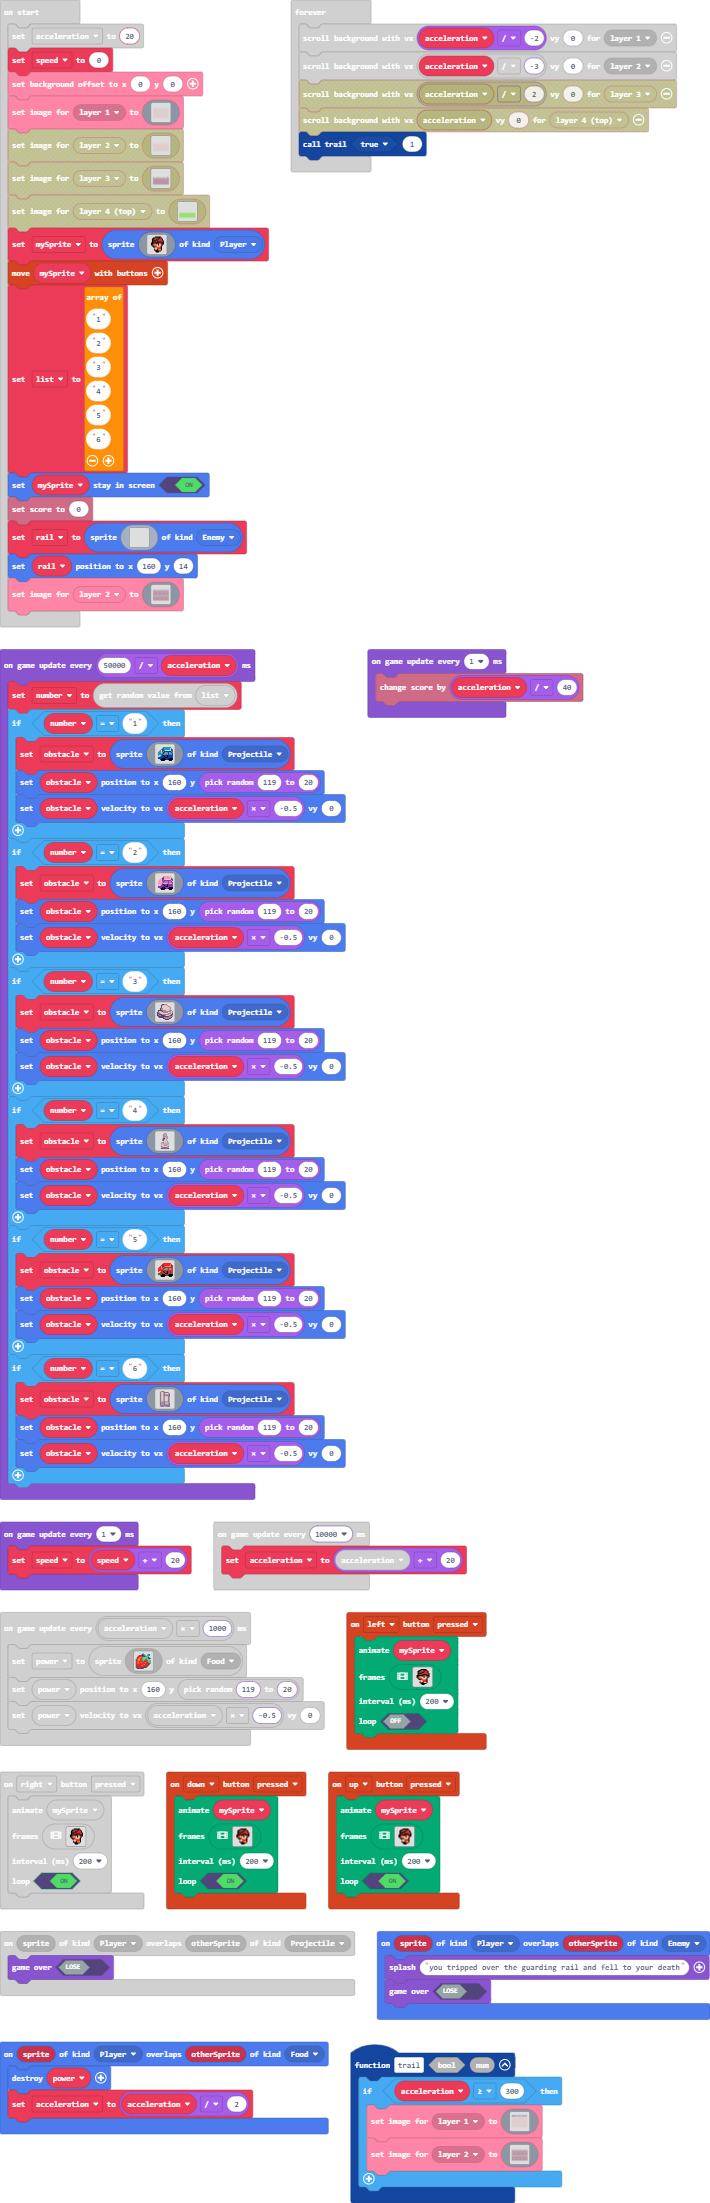 on start
set acceleration to 20
set speed to 0
set background offset to x 0 y 0
set image for layer 1 to
set image for layer 2 to
set image for layer 3 to
set image for layer 4 (top) to
set mySprite to sprite of kind Player
move mySprite with buttons
set list to array of
"1"
"2"
"3"
"4"
"5"
"6"
set mySprite stay in screen ON
set score to 0
set rail to sprite of kind Enemy
set rail position to x 160 y 14
set image for layer 2 to
forever
scroll background with vx acceleration / -2 vy 0 for layer 1
scroll background with vx acceleration / -3 vy 0 for layer 2
scroll background with vx acceleration / 2 vy 0 for layer 3
scroll background with vx acceleration vy 0 for layer 4 (top)
call trail true 1
on game update every 50000 / acceleration ms
set number to get random value from list
if number = "1" then
set obstacle to sprite of kind Projectile
set obstacle position to x 160 y pick random 119 to 20
set obstacle velocity to vx acceleration × -0.5 vy 0
if number = "2" then
set obstacle to sprite of kind Projectile
set obstacle position to x 160 y pick random 119 to 20
set obstacle velocity to vx acceleration × -0.5 vy 0
if number = "3" then
set obstacle to sprite of kind Projectile
set obstacle position to x 160 y pick random 119 to 20
set obstacle velocity to vx acceleration × -0.5 vy 0
if number = "4" then
set obstacle to sprite of kind Projectile
set obstacle position to x 160 y pick random 119 to 20
set obstacle velocity to vx acceleration × -0.5 vy 0
if number = "5" then
set obstacle to sprite of kind Projectile
set obstacle position to x 160 y pick random 119 to 20
set obstacle velocity to vx acceleration × -0.5 vy 0
if number = "6" then
set obstacle to sprite of kind Projectile
set obstacle position to x 160 y pick random 119 to 20
set obstacle velocity to vx acceleration × -0.5 vy 0
on game update every 1 ms
change score by acceleration / 40
on game update every 1 ms
set speed to speed + 20
on game update every 10000 ms
set acceleration to acceleration + 20
on game update every acceleration × 1000 ms
set power to sprite of kind Food
set power position to x 160 y pick random 119 to 20
set power velocity to vx acceleration × -0.5 vy 0
on left button pressed
animate mySprite
frames
interval (ms) 200
loop OFF
on right button pressed
animate mySprite
frames
interval (ms) 200
loop ON
on down button pressed
animate mySprite
frames
interval (ms) 200
loop ON
on up button pressed
animate mySprite
frames
interval (ms) 200
loop ON
on sprite of kind Player overlaps otherSprite of kind Projectile
game over LOSE
on sprite of kind Player overlaps otherSprite of kind Enemy
splash "you tripped over the guarding rail and fell to your death"
game over LOSE
on sprite of kind Player overlaps otherSprite of kind Food
destroy power
set acceleration to acceleration / 2
function trail bool num
if acceleration ≥ 300 then
set image for layer 1 to
set image for layer 2 to